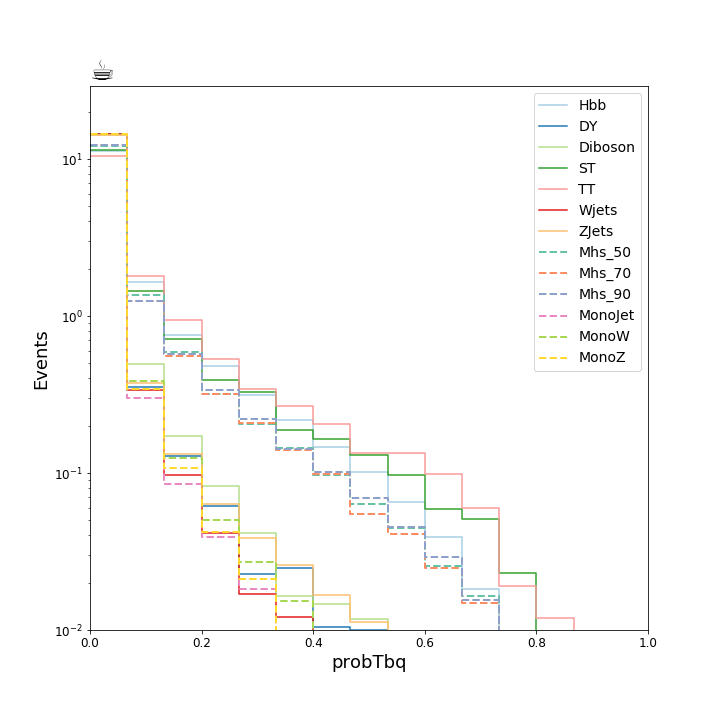 ☕
Hbb
DY
Diboson
ST
TT
Wjets
ZJets
Mhs_50
Mhs_70
Mhs_90
MonoJet
MonoW
MonoZ
Events
10¹
10⁰
10⁻¹
10⁻²
0.0 0.2 0.4 0.6 0.8 1.0
probTbq